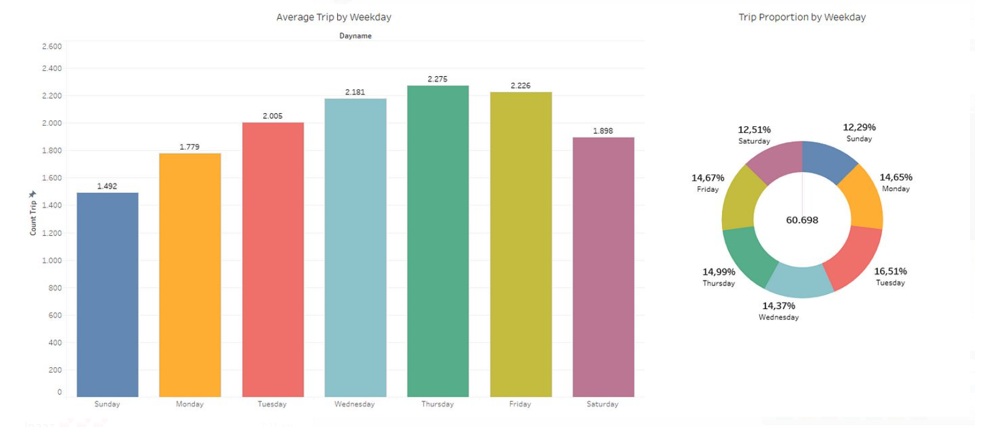 Average Trip by Weekday
Dayname
Count Trip
2.600
2.400
2.200
2.000
1.800
1.600
1.400
1.200
1.000
800
600
400
200
0
1.492
1.779
2.005
2.181
2.275
2.226
1.898
Sunday Monday Tuesday Wednesday Thursday Friday Saturday
Trip Proportion by Weekday
12,51%
Saturday
12,29%
Sunday
14,67%
Friday
14,65%
Monday
60.698
14,99%
Thursday
16,51%
Tuesday
14,37%
Wednesday